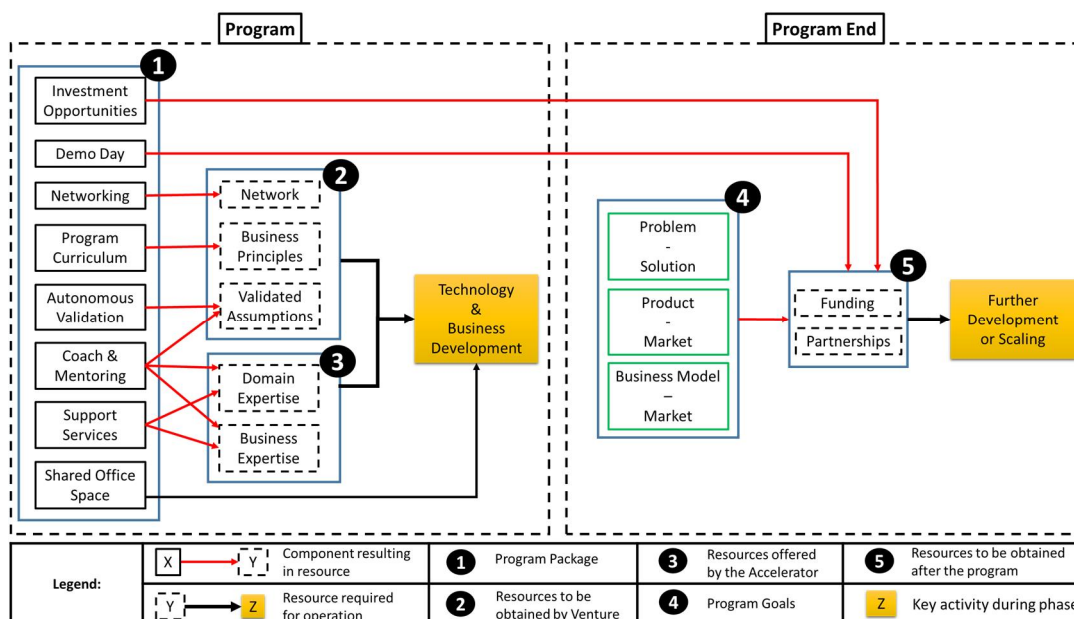 Program
Program End
1
Investment
Opportunities
Demo Day
Networking
Program
Curriculum
Autonomous
Validation
Coach &
Mentoring
Support
Services
Shared Office
Space
2
Network
Business
Principles
Validated
Assumptions
3
Domain
Expertise
Business
Expertise
Technology
&
Business
Development
4
Problem
-
Solution
Product
-
Market
Business Model
–
Market
5
Funding
Partnerships
Further
Development
or Scaling
Legend:
X
Y
Component resulting
in resource
1
Program Package
3
Resources offered
by the Accelerator
5
Resources to be obtained
after the program
Y
Z
Resource required
for operation
2
Resources to be
obtained by Venture
4
Program Goals
Z
Key activity during phase